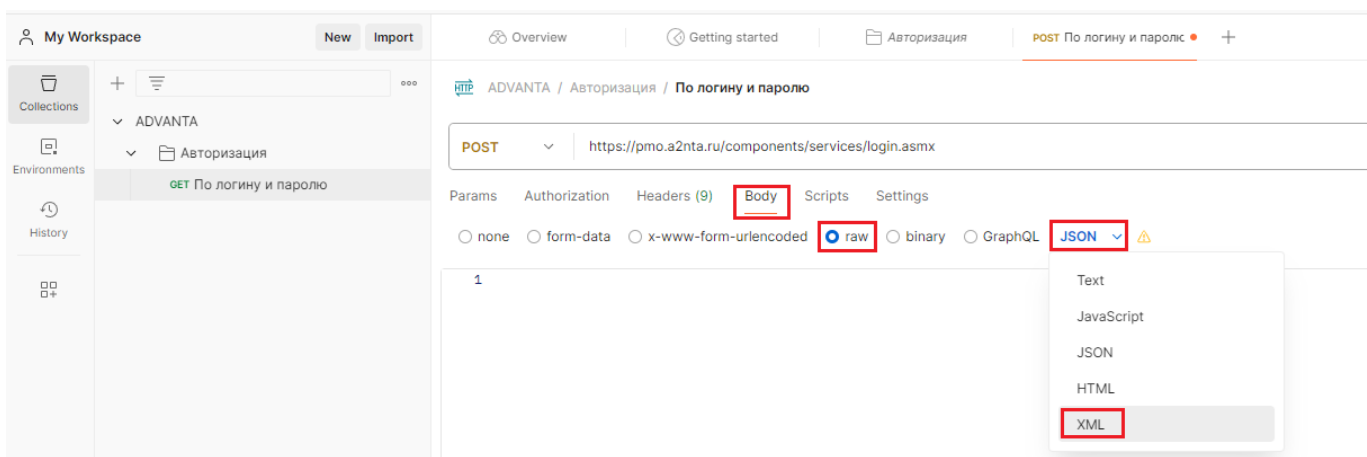 My Workspace
New Import
Overview
Getting started
Авторизация
POST По логину и паролк
Collections
Environments
History
ADVANTA
Авторизация
GET По логину и паролю
HTTP ADVANTA / Авторизация / По логину и паролю
POST https://pmo.a2nta.ru/components/services/login.asmx
Params Authorization Headers (9) Body Scripts Settings
none form-data x-www-form-urlencoded raw binary GraphQL JSON
1
Text
JavaScript
JSON
HTML
XML